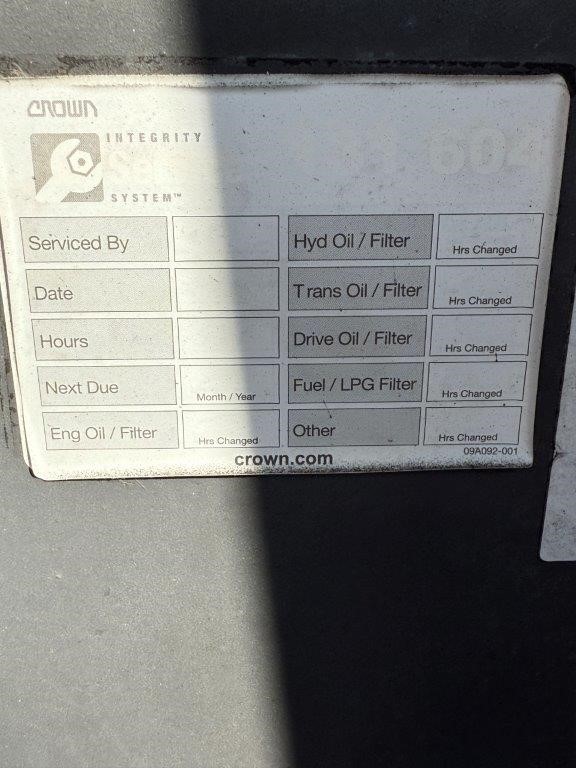 CROWN
INTEGRITY
SYSTEM™
Serviced By
Hyd Oil / Filter
Hrs Changed
Date
Trans Oil / Filter
Hrs Changed
Hours
Drive Oil / Filter
Hrs Changed
Next Due
Month / Year
Fuel / LPG Filter
Hrs Changed
Eng Oil / Filter
Hrs Changed
Other
Hrs Changed
crown.com
09A092-001